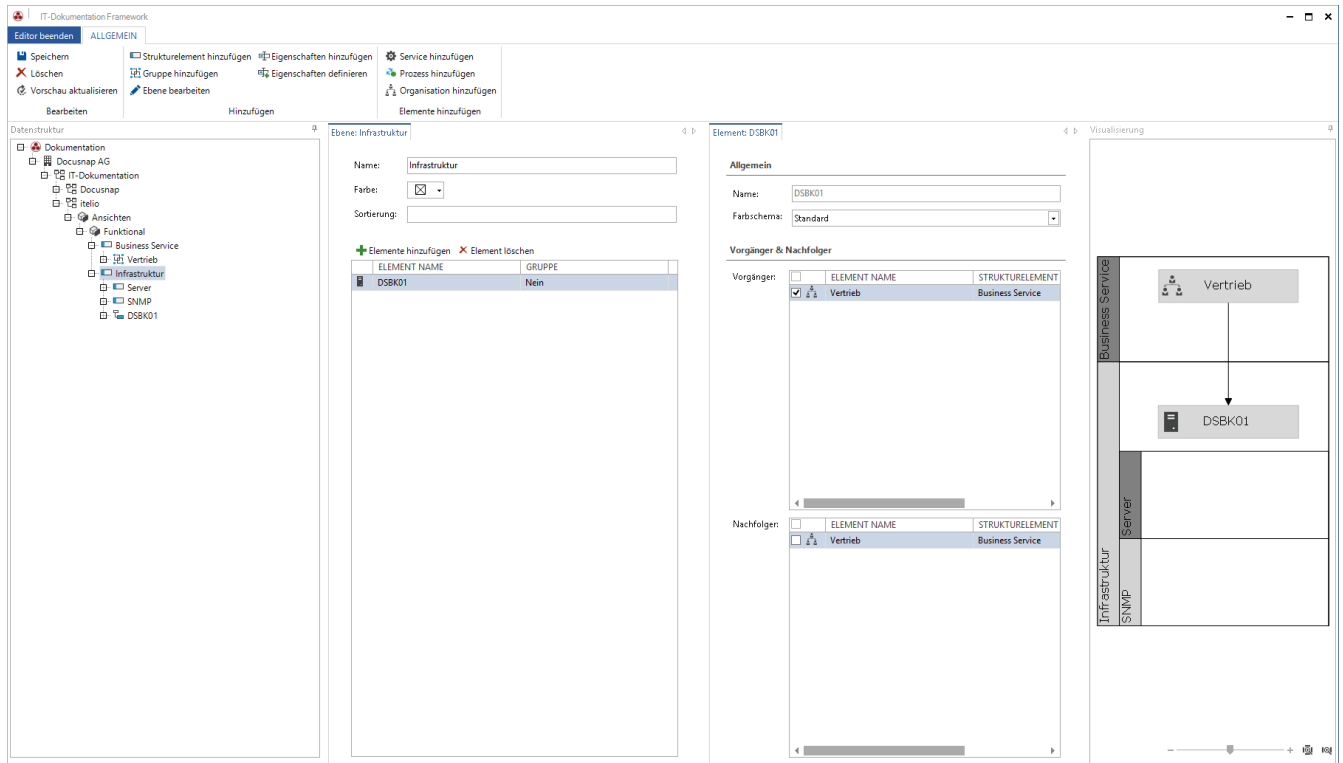 IT-Dokumentation Framework
Editor beenden ALLGEMEIN
Speichern
Löschen
Vorschau aktualisieren
Bearbeiten
Strukturelement hinzufügen
Gruppe hinzufügen
Ebene bearbeiten
Eigenschaften hinzufügen
Eigenschaften definieren
Hinzufügen
Service hinzufügen
Prozess hinzufügen
Organisation hinzufügen
Elemente hinzufügen
Datenstruktur
Dokumentation
Docusnap AG
IT-Dokumentation
Docusnap
itelio
Ansichten
Funktional
Business Service
Vertrieb
Infrastruktur
Server
SNMP
DSBK01
Ebene: Infrastruktur
Name: Infrastruktur
Farbe:
Sortierung:
Elemente hinzufügen Element löschen
ELEMENT NAME GRUPPE
DSBK01 Nein
Element: DSBK01
Allgemein
Name: DSBK01
Farbschema: Standard
Vorgänger & Nachfolger
Vorgänger: ELEMENT NAME STRUKTURELEMENT
Vertrieb Business Service
Nachfolger: ELEMENT NAME STRUKTURELEMENT
Vertrieb Business Service
Visualisierung
Business Service
Vertrieb
DSBK01
Infrastruktur
Server
SNMP